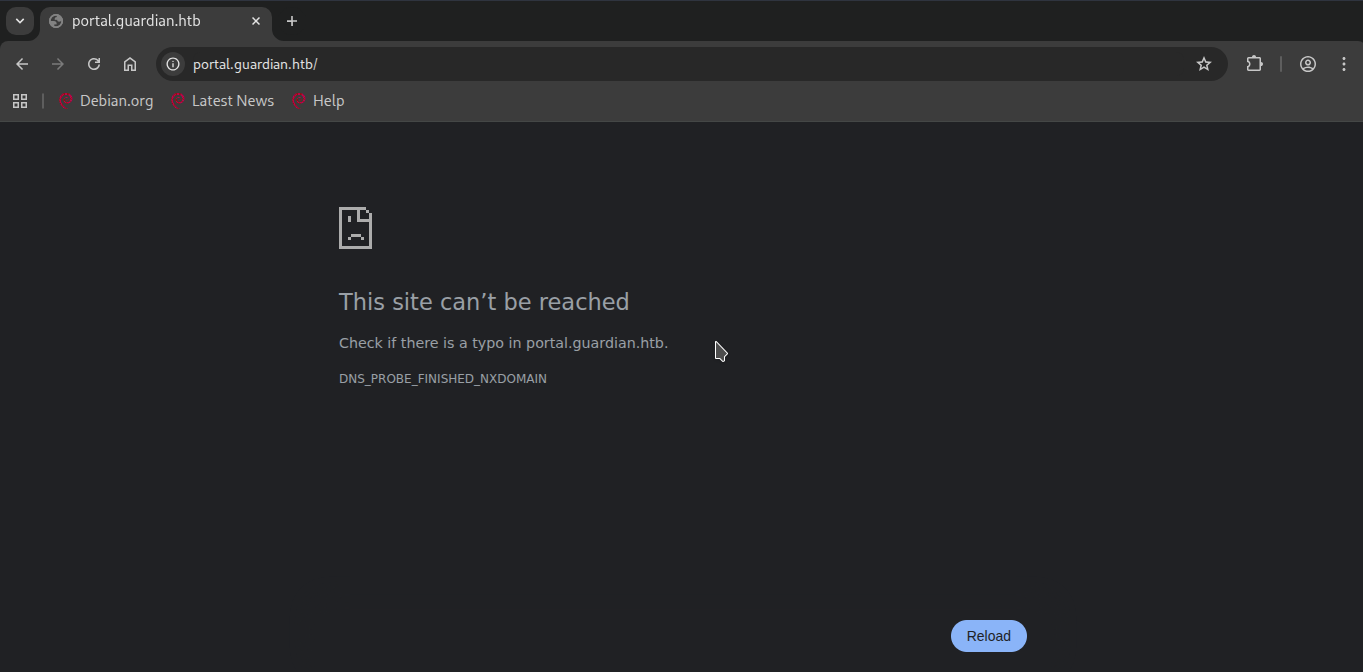 portal.guardian.htb
portal.guardian.htb/
Debian.org Latest News Help
This site can’t be reached
Check if there is a typo in portal.guardian.htb.
DNS_PROBE_FINISHED_NXDOMAIN
Reload